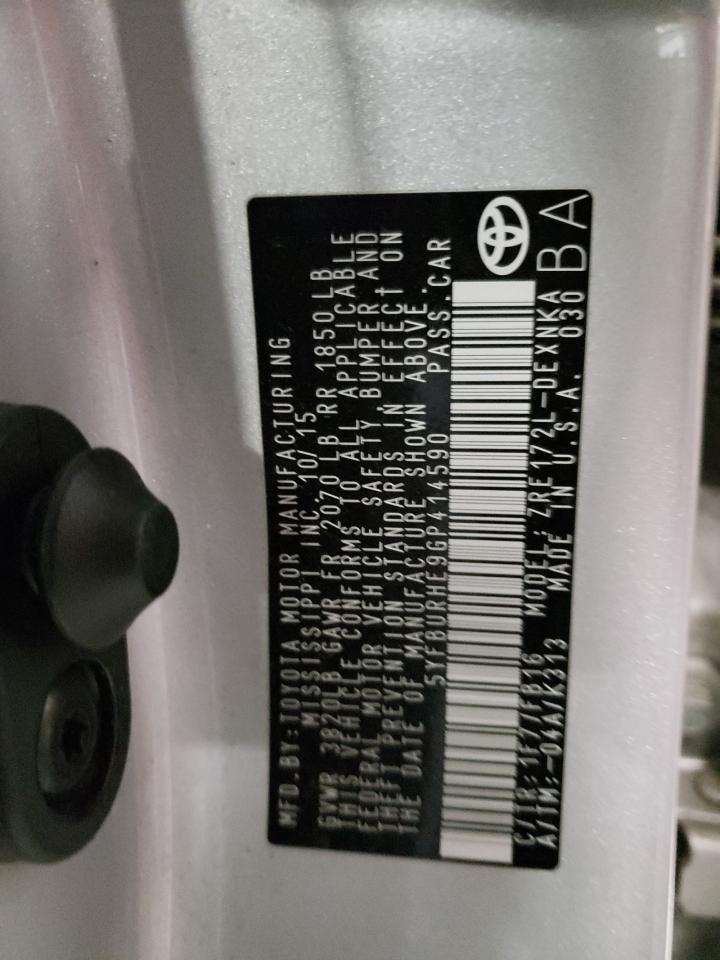 MFD.BY:TOYOTA MOTOR MANUFACTURING
MISSISSIPPI INC. 10/15
GVWR 3820LB GAWR FR 2070 LB RR 1850 LB
THIS VEHICLE CONFORMS TO ALL APPLICABLE
FEDERAL MOTOR VEHICLE SAFETY BUMPER AND
THEFT PREVENTION STANDARDS IN EFFECT ON
THE DATE OF MANUFACTURE SHOWN ABOVE.
5YFBURHE9GP414590 PASS.CAR
C/TR:1F7/FB16 MODEL:ZRE172L-DEXNKA
A/TM:-04A/K313 MADE IN U.S.A. 030
BA